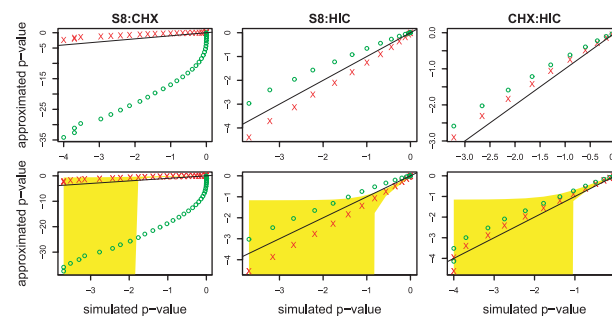 S8:CHX S8:HIC CHX:HIC
approximated p−value
−35 −25 −15 −5
−4 −3 −2 −1 0
−4 −3 −2 −1 0
−3 −2 −1 0
−3.0 −2.0 −1.0 0.0
−3.0 −2.5 −2.0 −1.5 −1.0 −0.5
approximated p−value
−30 −20 −10 0
−3 −2 −1 0
−4 −3 −2 −1 0
−3 −2 −1 0
−4 −3 −2 −1 0
−4 −3 −2 −1 0
simulated p−value simulated p−value simulated p−value